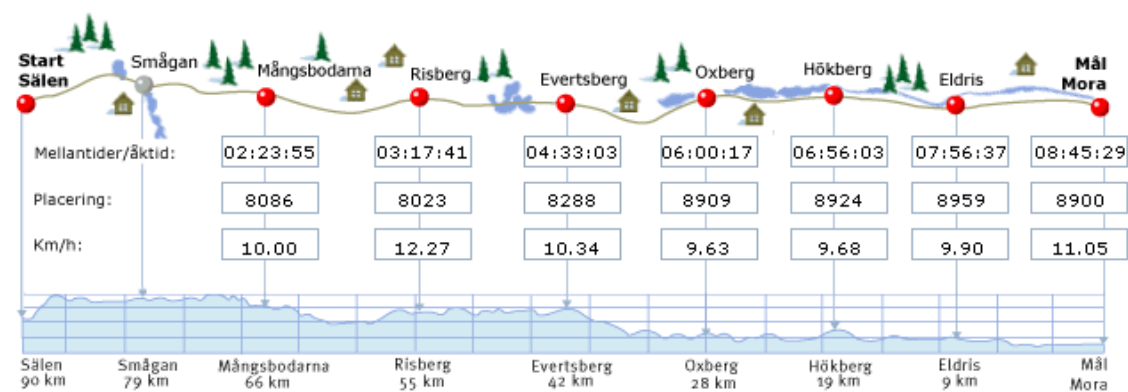 Start
Sälen
Smågan
Mångsbodarna
Risberg
Evertsberg
Oxberg
Hökberg
Eldris
Mål
Mora
Mellantider/åktid: 02:23:55 03:17:41 04:33:03 06:00:17 06:56:03 07:56:37 08:45:29
Placering: 8086 8023 8288 8909 8924 8959 8900
Km/h: 10.00 12.27 10.34 9.63 9.68 9.90 11.05
Sälen Smågan Mångsbodarna Risberg Evertsberg Oxberg Hökberg Eldris Mål
90 km 79 km 66 km 55 km 42 km 28 km 19 km 9 km Mora